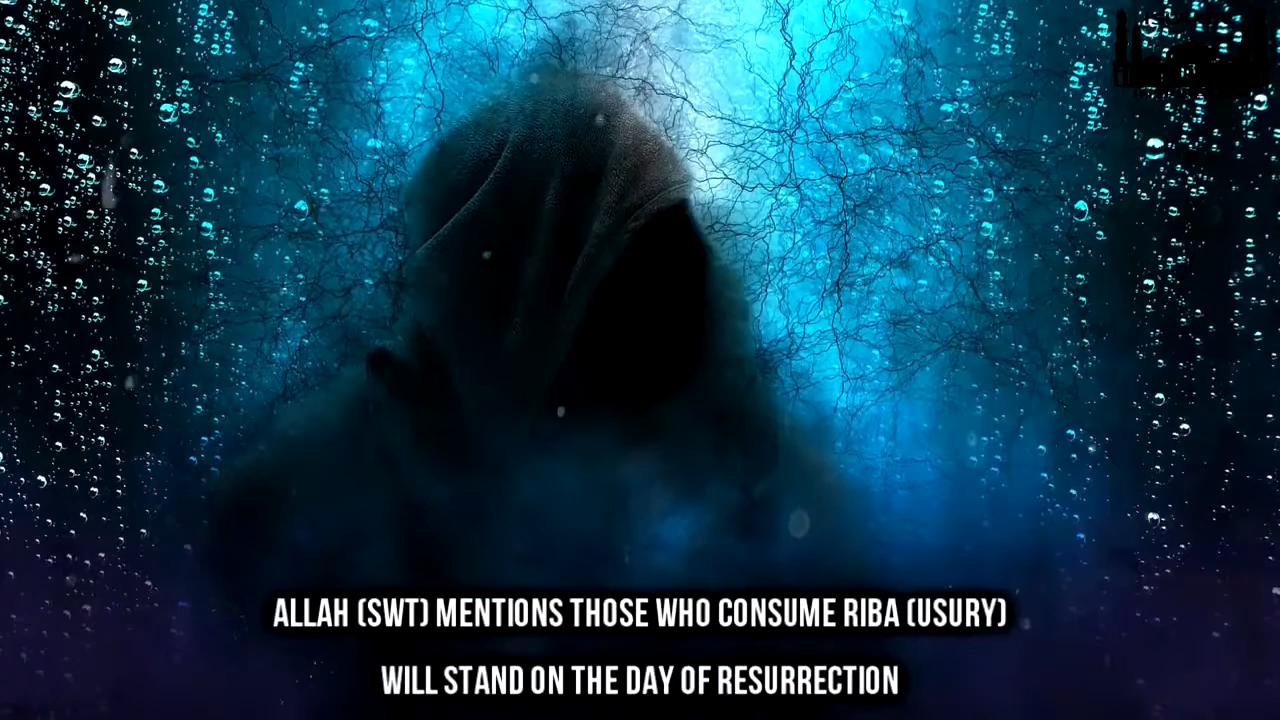 ALLAH (SWT) MENTIONS THOSE WHO CONSUME RIBA (USURY)
WILL STAND ON THE DAY OF RESURRECTION